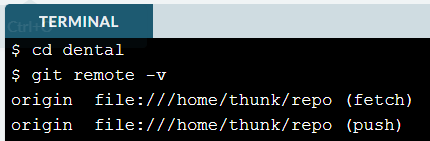 TERMINAL
$ cd dental
$ git remote -v
origin  file:///home/thunk/repo (fetch)
origin  file:///home/thunk/repo (push)